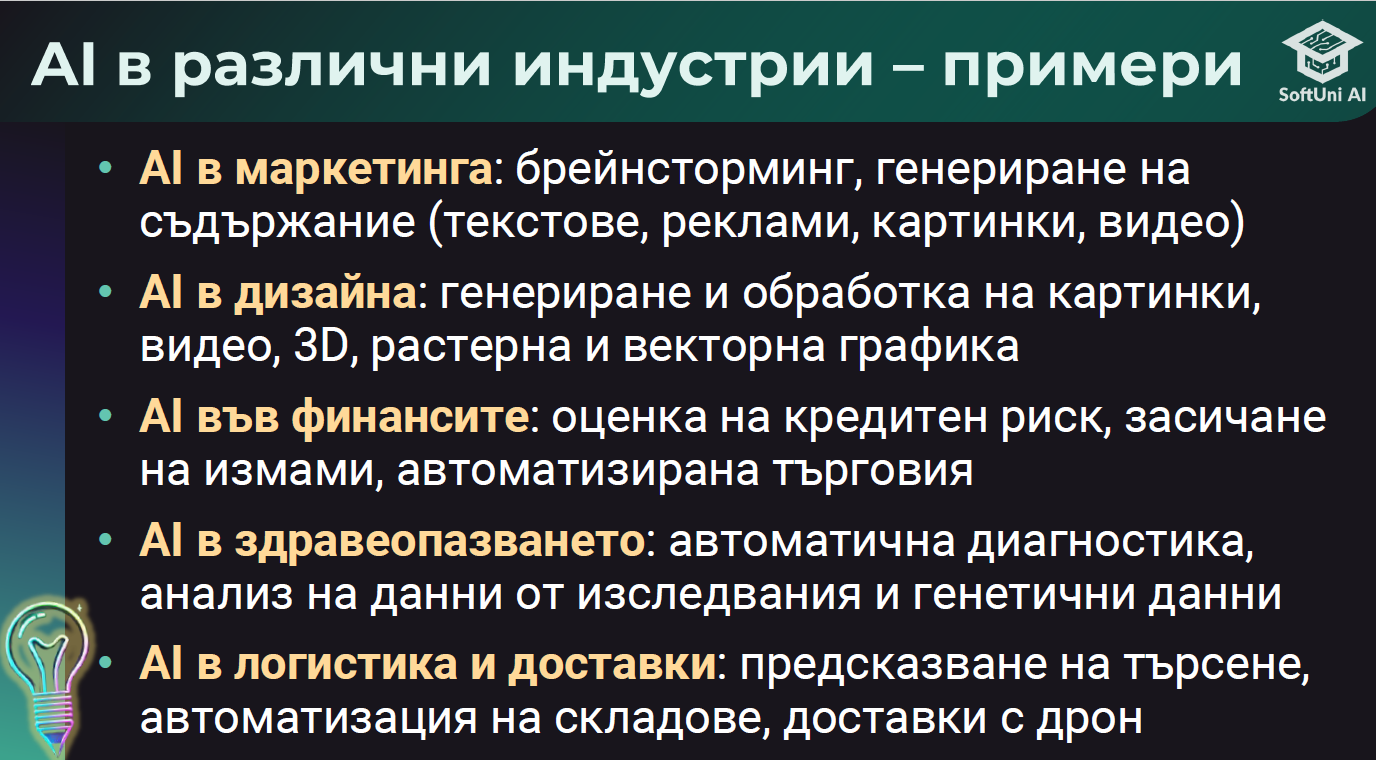 AI в различни индустрии – примери
SoftUni AI
• AI в маркетинга: брейнсторминг, генериране на
съдържание (текстове, реклами, картинки, видео)
• AI в дизайна: генериране и обработка на картинки,
видео, 3D, растерна и векторна графика
• AI във финансите: оценка на кредитен риск, засичане
на измами, автоматизирана търговия
• AI в здравеопазването: автоматична диагностика,
анализ на данни от изследвания и генетични данни
• AI в логистика и доставки: предсказване на търсене,
автоматизация на складове, доставки с дрон